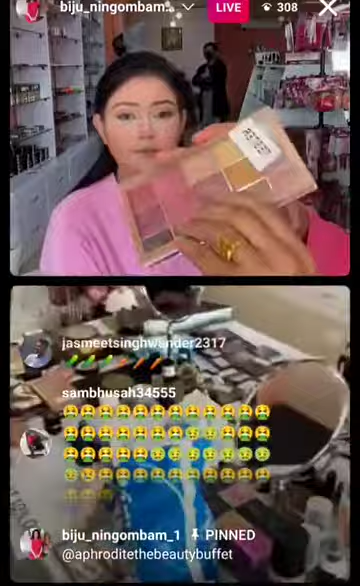 biju_ningombam..
LIVE
308
jasmeetsinghwander2317
sambhusah34555
biju_ningombam_1 PINNED
@aphroditethebeautybuffet